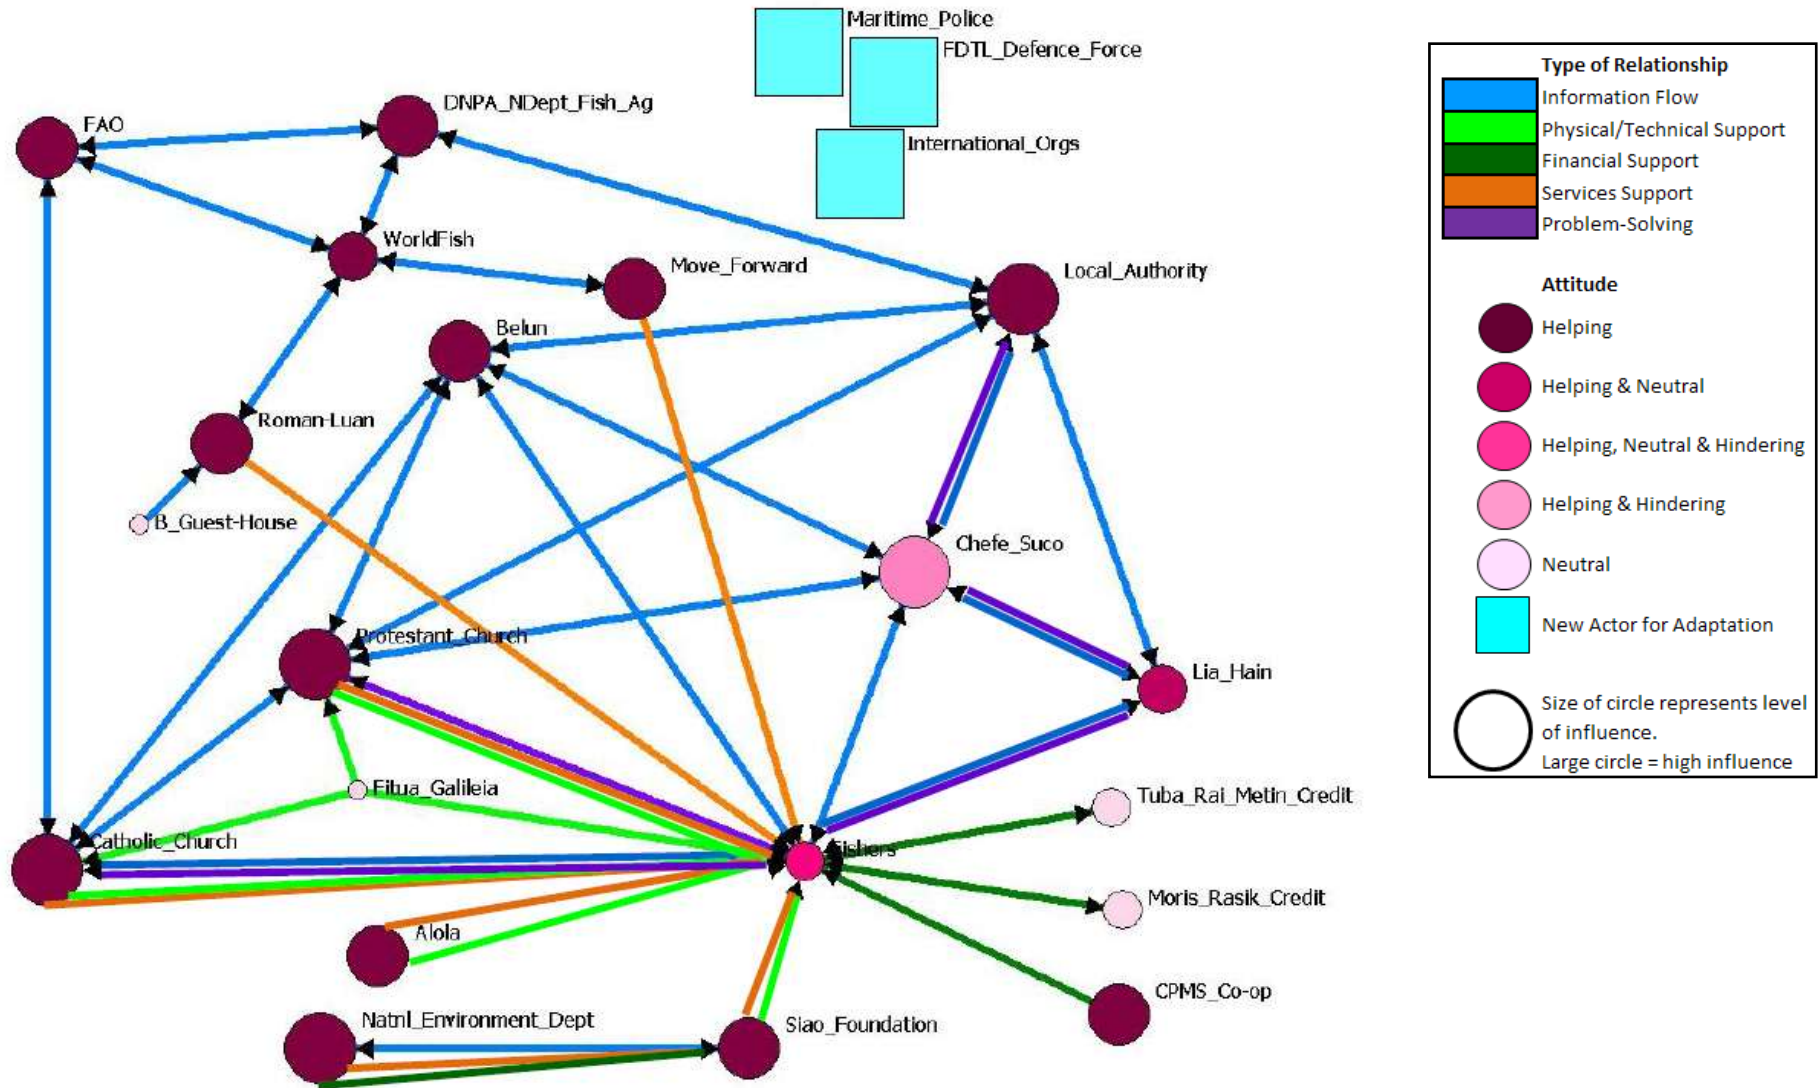 Maritime_Police
FDTL_Defence_Force
International_Orgs
DNPA_NDept_Fish_Ag
FAO
WorldFish
Move_Forward
Local_Authority
Belun
Roman-Luan
B_Guest-House
Chefe_Suco
Protestant_Church
Lia_Hain
Fitua_Galileia
Tuba_Rai_Metin_Credit
Catholic_Church
Fishers
Moris_Rasik_Credit
Alola
CPMS_Co-op
Natnl_Environment_Dept
Siao_Foundation
Type of Relationship
Information Flow
Physical/Technical Support
Financial Support
Services Support
Problem-Solving
Attitude
Helping
Helping & Neutral
Helping, Neutral & Hindering
Helping & Hindering
Neutral
New Actor for Adaptation
Size of circle represents level
of influence.
Large circle = high influence